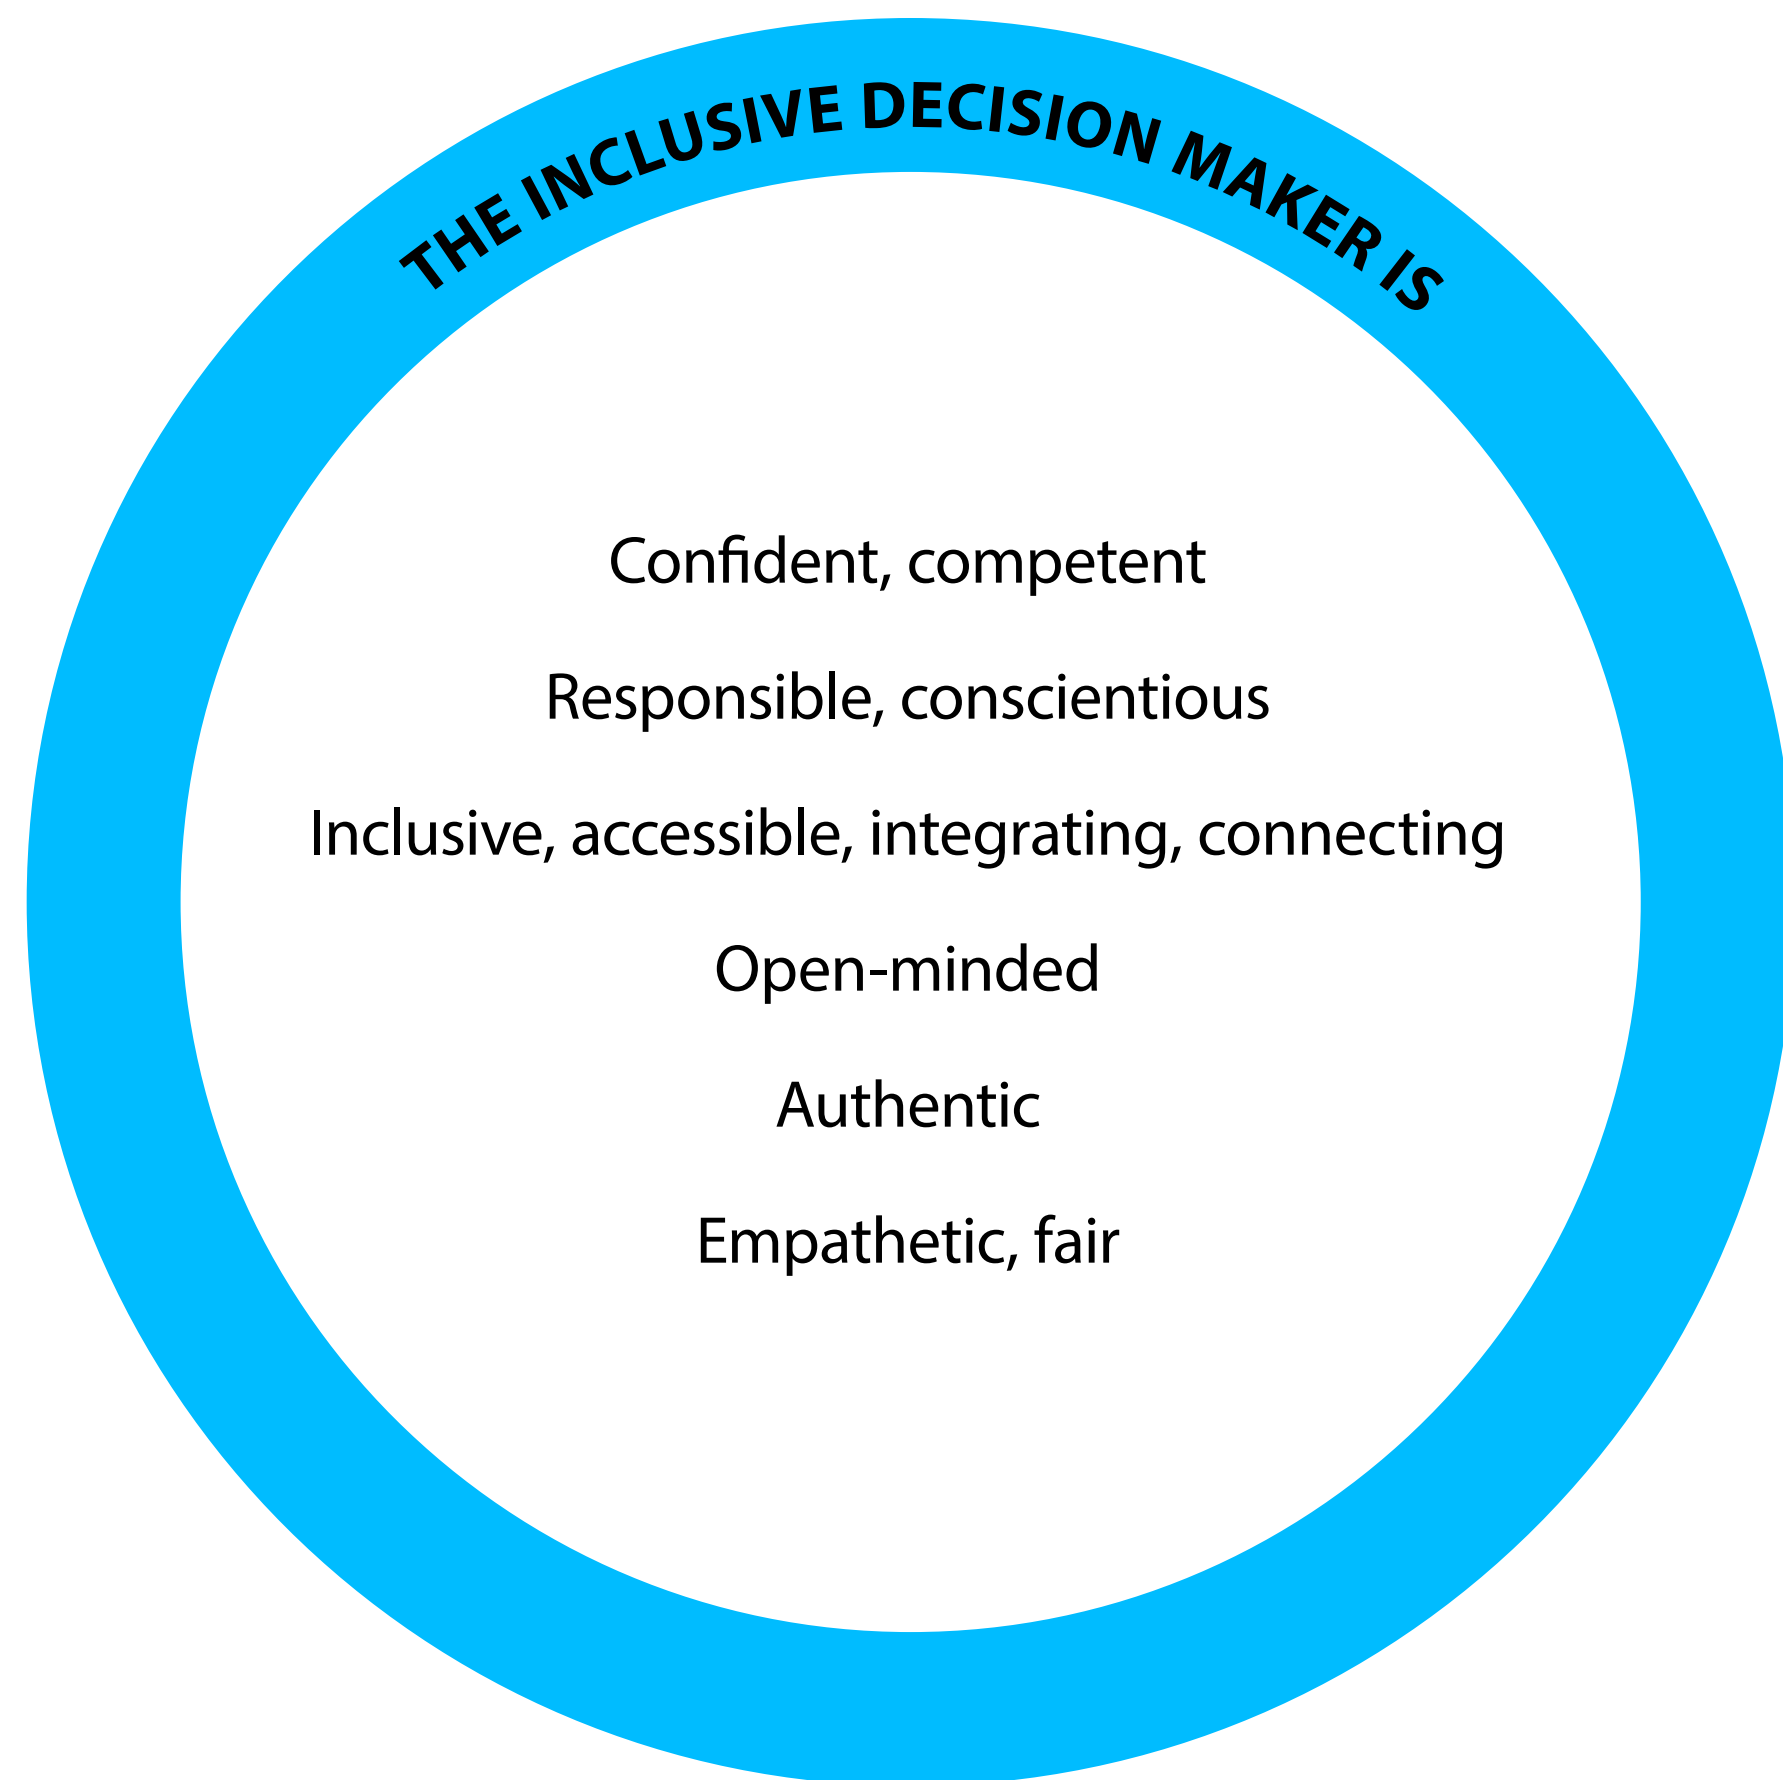 THE INCLUSIVE DECISION MAKER IS
Confident, competent
Responsible, conscientious
Inclusive, accessible, integrating, connecting
Open-minded
Authentic
Empathetic, fair